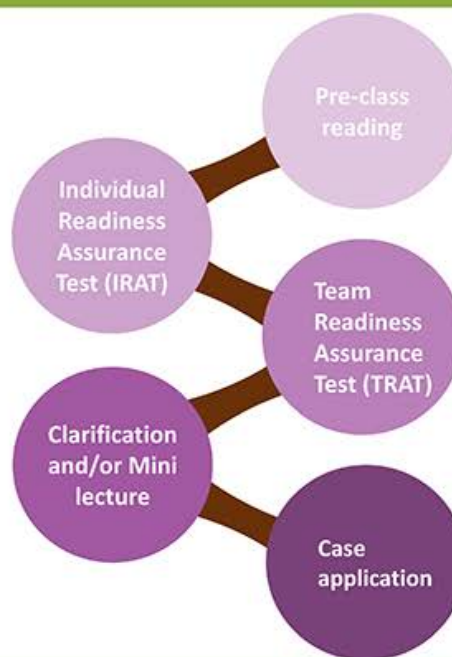 Pre-class
reading
Individual
Readiness
Assurance
Test (IRAT)
Team
Readiness
Assurance
Test (TRAT)
Clarification
and/or Mini
lecture
Case
application